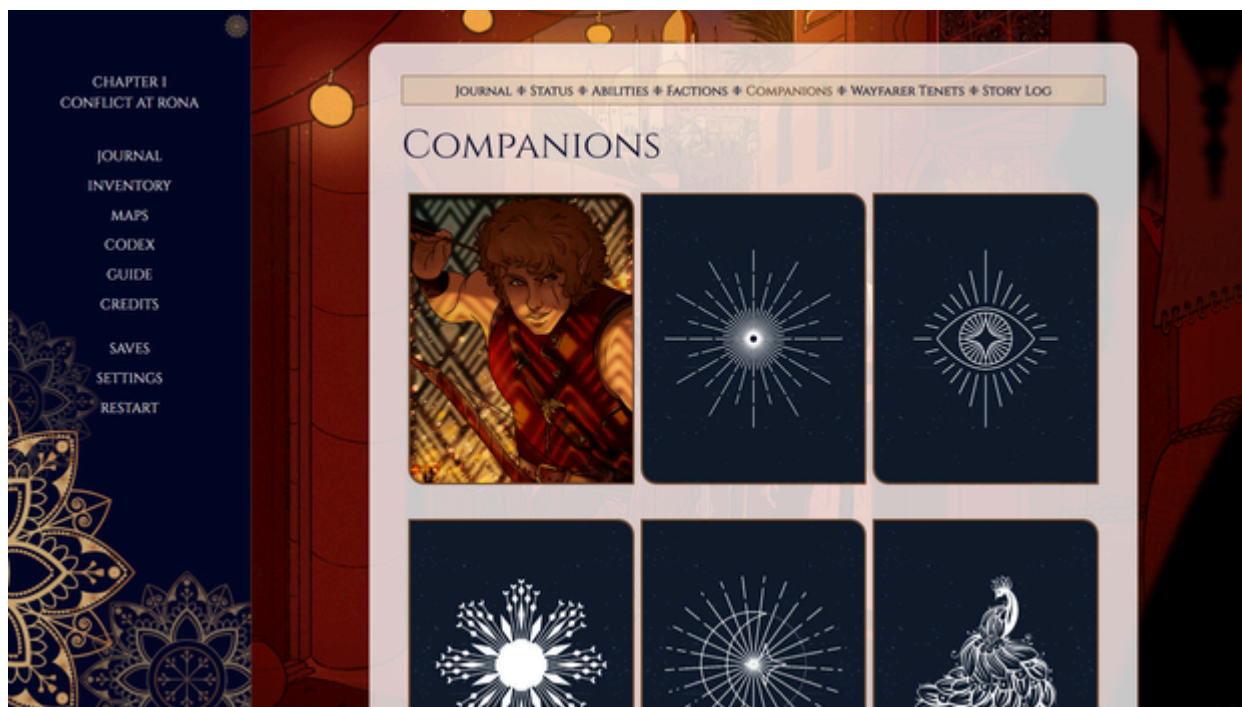 CHAPTER I
CONFLICT AT RONA
JOURNAL
INVENTORY
MAPS
CODEX
GUIDE
CREDITS
SAVES
SETTINGS
RESTART
JOURNAL ⁜ STATUS ⁜ ABILITIES ⁜ FACTIONS ⁜ COMPANIONS ⁜ WAYFARER TENETS ⁜ STORY LOG
COMPANIONS